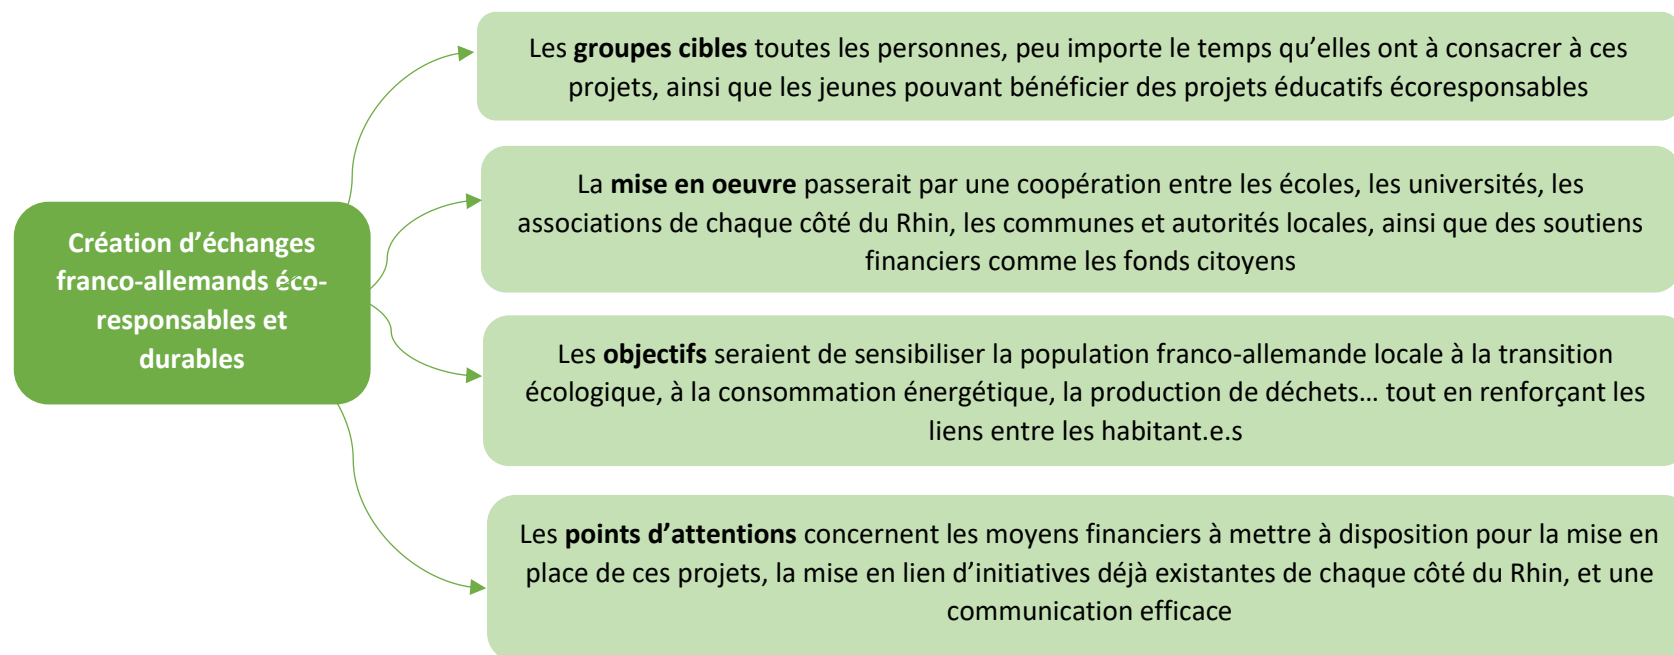 Les groupes cibles toutes les personnes, peu importe le temps qu’elles ont à consacrer à ces
projets, ainsi que les jeunes pouvant bénéficier des projets éducatifs écoresponsables
La mise en oeuvre passerait par une coopération entre les écoles, les universités, les
associations de chaque côté du Rhin, les communes et autorités locales, ainsi que des soutiens
financiers comme les fonds citoyens
Création d’échanges
franco-allemands éco-
responsables et
durables
Les objectifs seraient de sensibiliser la population franco-allemande locale à la transition
écologique, à la consommation énergétique, la production de déchets… tout en renforçant les
liens entre les habitant.e.s
Les points d’attentions concernent les moyens financiers à mettre à disposition pour la mise en
place de ces projets, la mise en lien d’initiatives déjà existantes de chaque côté du Rhin, et une
communication efficace